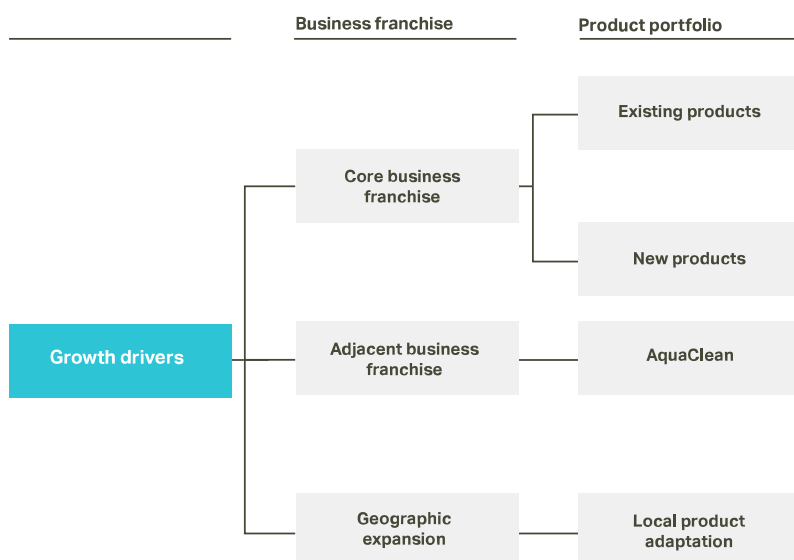 Business franchise
Product portfolio
Existing products
Core business
franchise
New products
Growth drivers
Adjacent business
franchise
AquaClean
Geographic
expansion
Local product
adaptation